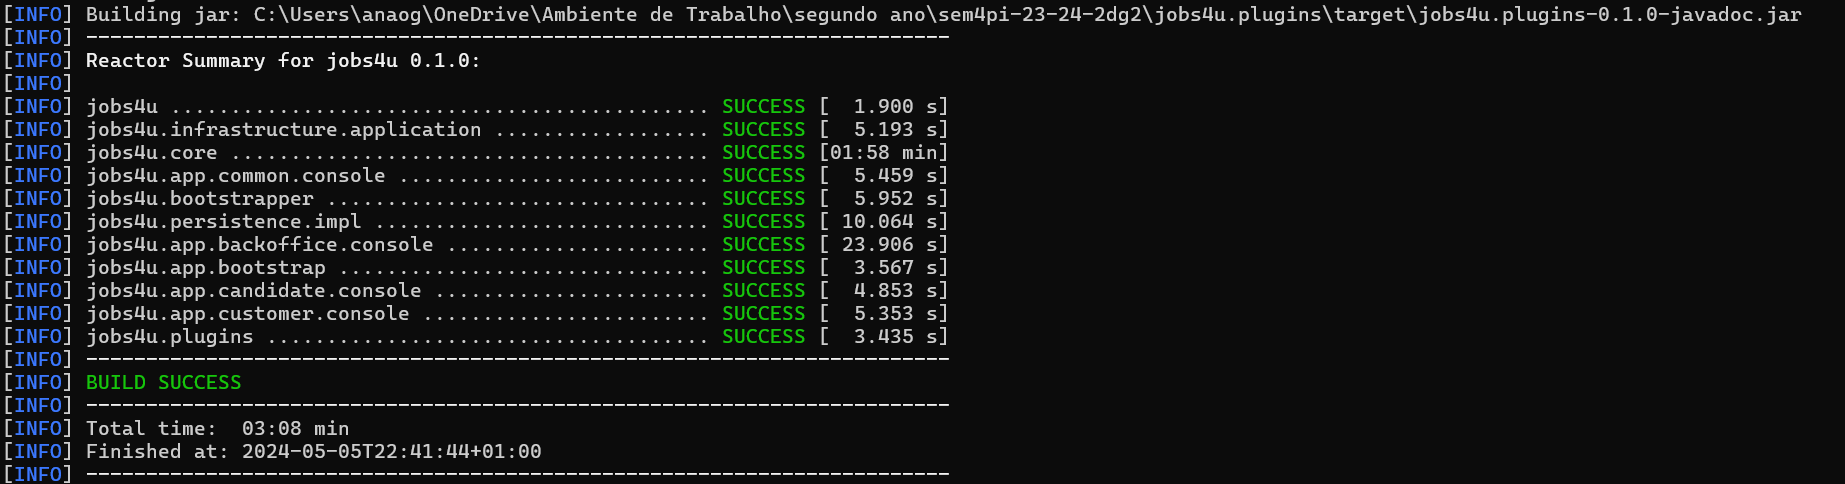 [INFO] Building jar: C:\Users\anaog\OneDrive\Ambiente de Trabalho\segundo ano\sem4pi-23-24-2dg2\jobs4u.plugins\target\jobs4u.plugins-0.1.0-javadoc.jar
[INFO] ------------------------------------------------------------------------
[INFO] Reactor Summary for jobs4u 0.1.0:
[INFO]
[INFO] jobs4u ............................................. SUCCESS [  1.900 s]
[INFO] jobs4u.infrastructure.application .................. SUCCESS [  5.193 s]
[INFO] jobs4u.core ........................................ SUCCESS [01:58 min]
[INFO] jobs4u.app.common.console .......................... SUCCESS [  5.459 s]
[INFO] jobs4u.bootstrapper ................................ SUCCESS [  5.952 s]
[INFO] jobs4u.persistence.impl ............................ SUCCESS [ 10.064 s]
[INFO] jobs4u.app.backoffice.console ...................... SUCCESS [ 23.906 s]
[INFO] jobs4u.app.bootstrap ............................... SUCCESS [  3.567 s]
[INFO] jobs4u.app.candidate.console ....................... SUCCESS [  4.853 s]
[INFO] jobs4u.app.customer.console ........................ SUCCESS [  5.353 s]
[INFO] jobs4u.plugins ..................................... SUCCESS [  3.435 s]
[INFO] ------------------------------------------------------------------------
[INFO] BUILD SUCCESS
[INFO] ------------------------------------------------------------------------
[INFO] Total time:  03:08 min
[INFO] Finished at: 2024-05-05T22:41:44+01:00
[INFO] ------------------------------------------------------------------------